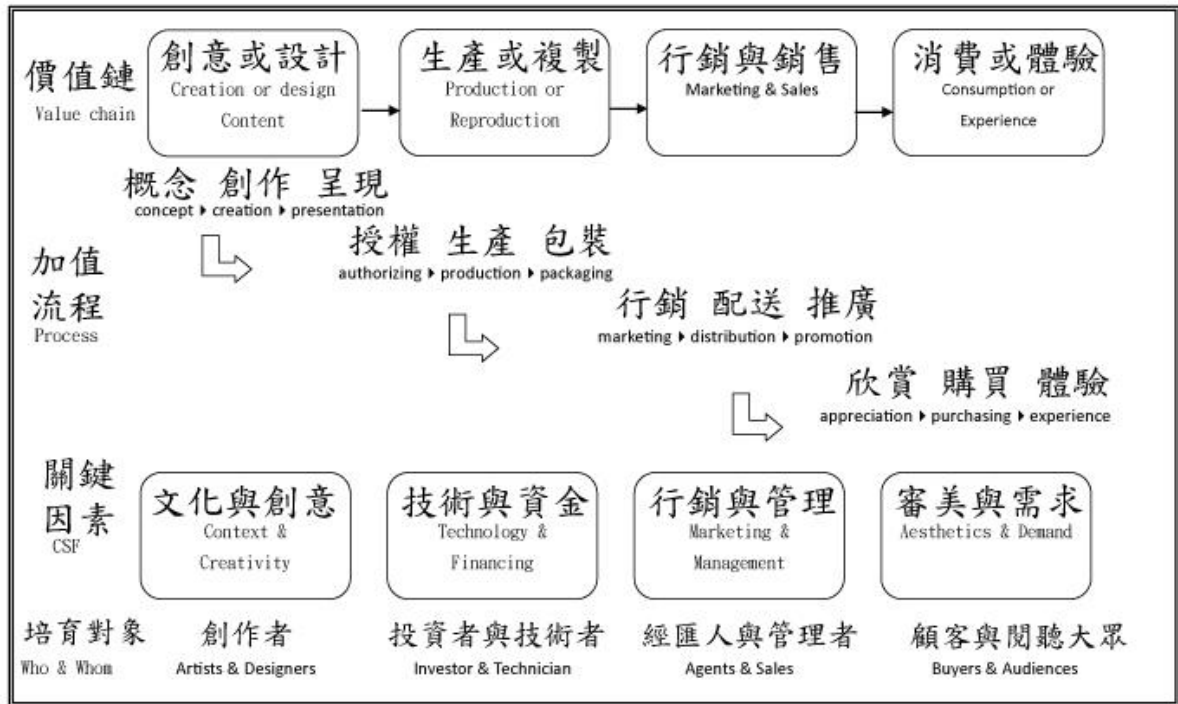 價值鏈
Value chain
創意或設計
Creation or design
Content
生產或複製
Production or
Reproduction
行銷與銷售
Marketing & Sales
消費或體驗
Consumption or
Experience
概念 創作 呈現
concept ▸ creation ▸ presentation
加值
流程
Process
授權 生產 包裝
authorizing ▸ production ▸ packaging
行銷 配送 推廣
marketing ▸ distribution ▸ promotion
欣賞 購買 體驗
appreciation ▸ purchasing ▸ experience
關鍵
因素
CSF
文化與創意
Context &
Creativity
技術與資金
Technology &
Financing
行銷與管理
Marketing &
Management
審美與需求
Aesthetics & Demand
培育對象
Who & Whom
創作者
Artists & Designers
投資者與技術者
Investor & Technician
經匯人與管理者
Agents & Sales
顧客與閱聽大眾
Buyers & Audiences